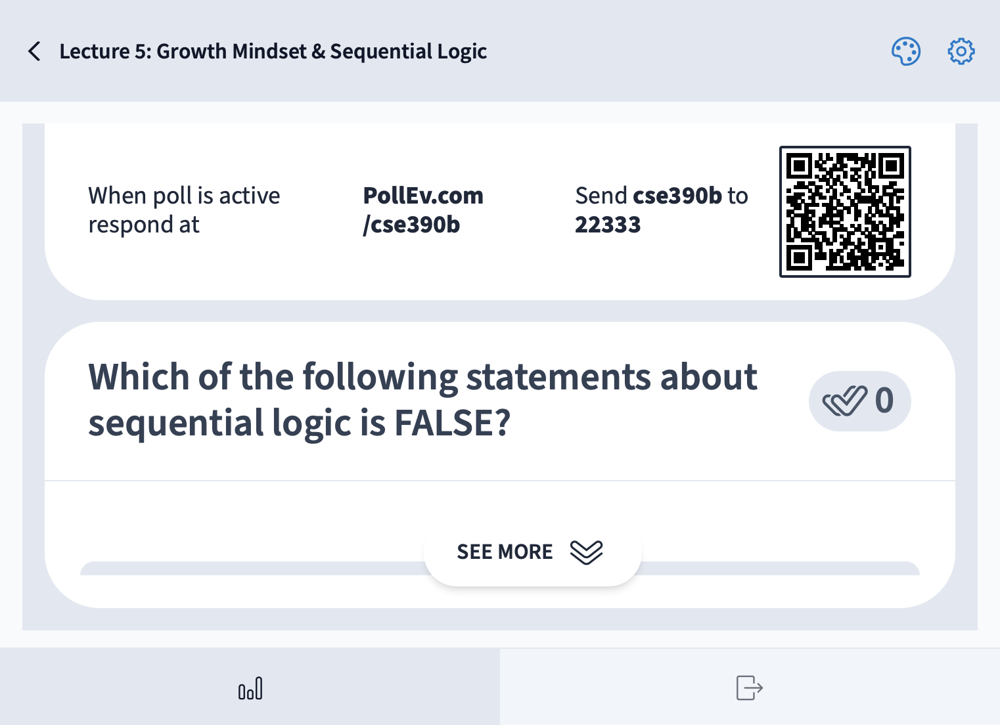 Lecture 5: Growth Mindset & Sequential Logic
When poll is active
respond at
PollEv.com
/cse390b
Send cse390b to
22333
Which of the following statements about
sequential logic is FALSE?
0
SEE MORE